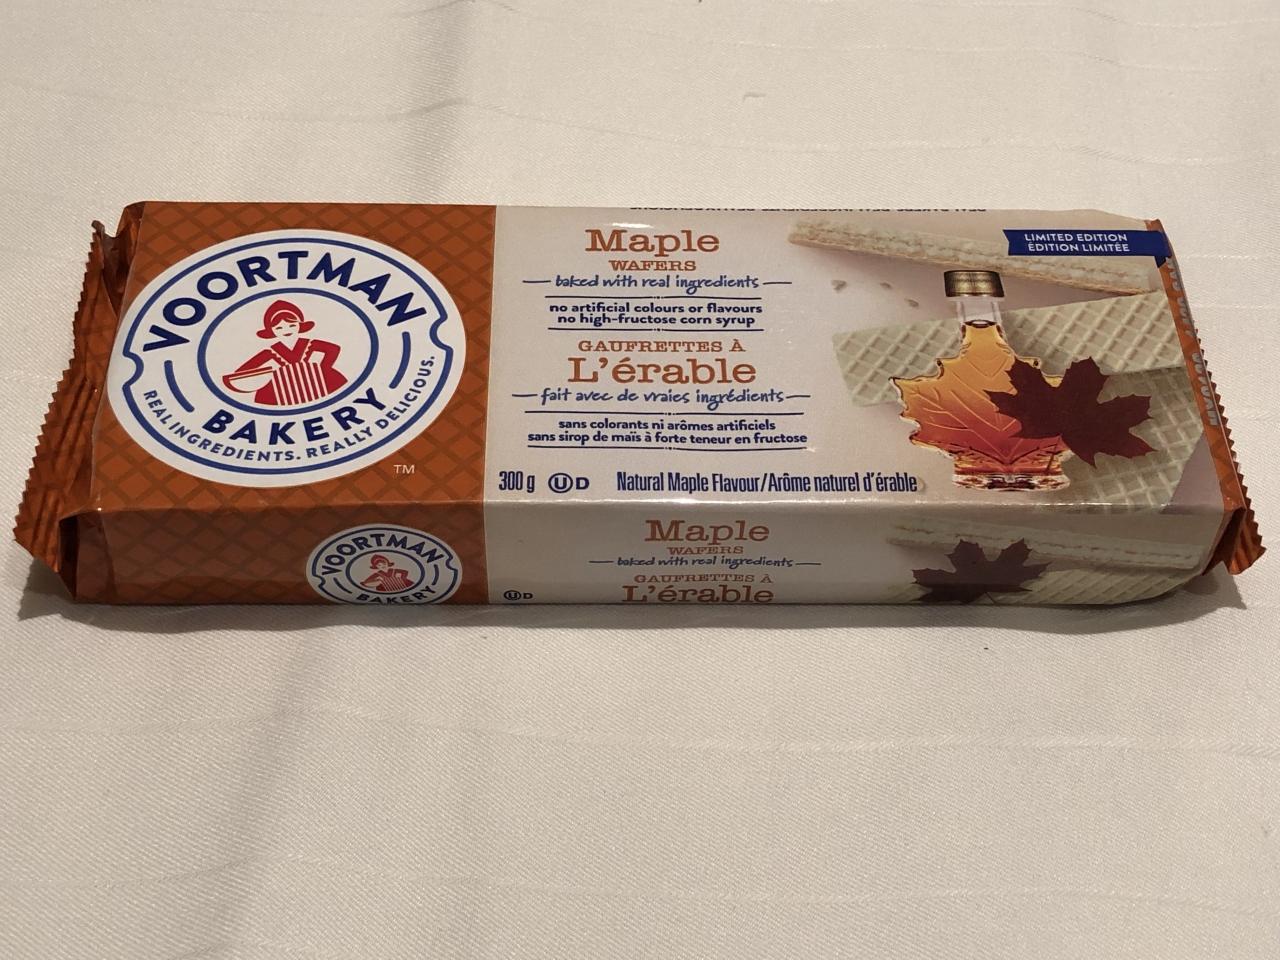 VOORTMAN
BAKERY
REAL INGREDIENTS. REALLY DELICIOUS.
TM
Maple
WAFERS
baked with real ingredients
no artificial colours or flavours
no high-fructose corn syrup
GAUFRETTES À
L'érable
fait avec de vraies ingrédients
sans colorants ni arômes artificiels
sans sirop de maïs à forte teneur en fructose
300 g U D Natural Maple Flavour/Arôme naturel d'érable
LIMITED EDITION
ÉDITION LIMITÉE
VOORTMAN
BAKERY
U D
Maple
WAFERS
baked with real ingredients
GAUFRETTES À
L'érable